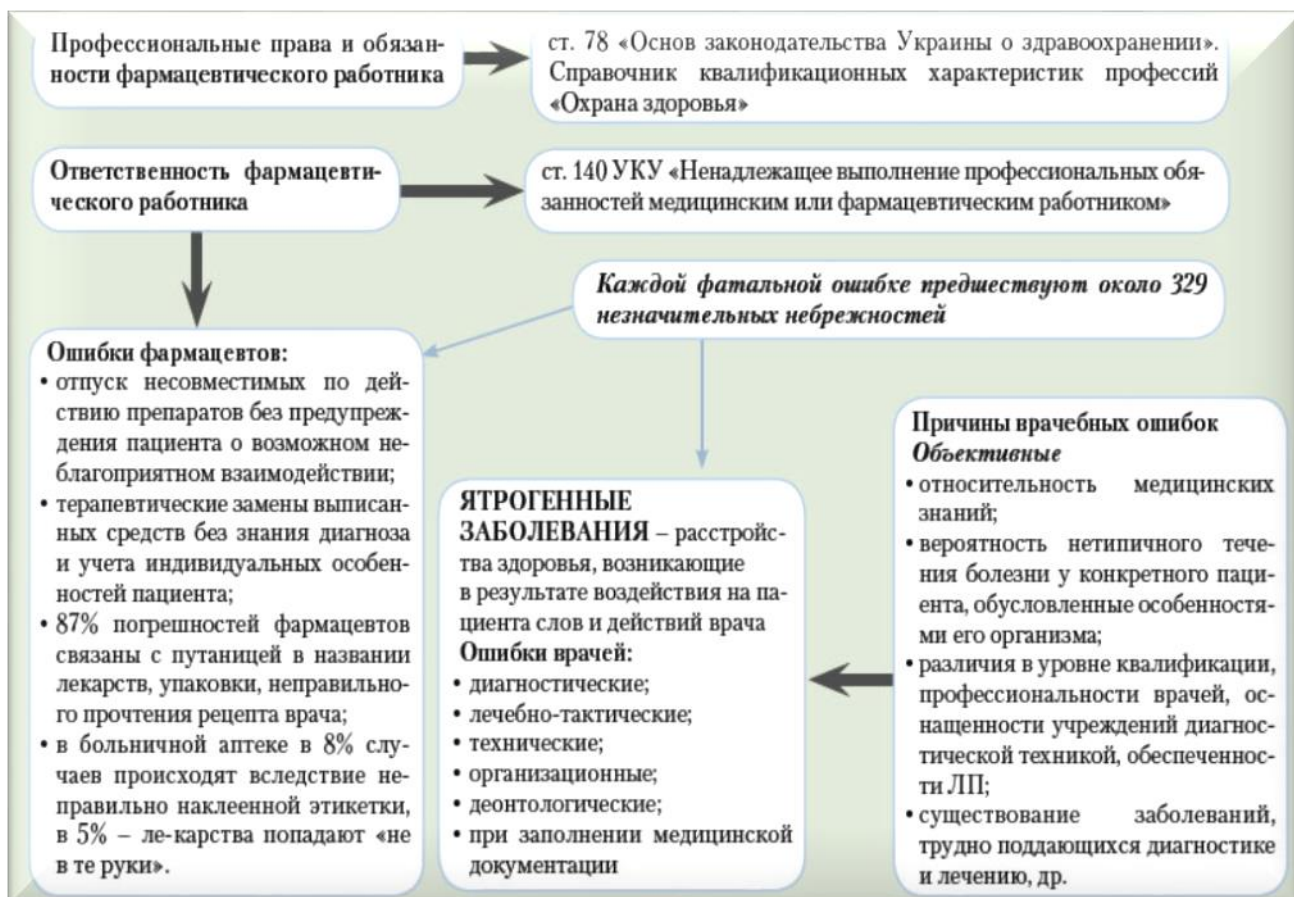 Профессиональные права и обязан-
ности фармацевтического работника
ст. 78 «Основ законодательства Украины о здравоохранении».
Справочник квалификационных характеристик профессий
«Охрана здоровья»
Ответственность фармацевти-
ческого работника
ст. 140 УКУ «Ненадлежащее выполнение профессиональных обя-
занностей медицинским или фармацевтическим работником»
Каждой фатальной ошибке предшествуют около 329
незначительных небрежностей
Ошибки фармацевтов:
• отпуск несовместимых по дей-
ствию препаратов без предупреж-
дения пациента о возможном не-
благоприятном взаимодействии;
• терапевтические замены выписан-
ных средств без знания диагноза
и учета индивидуальных особен-
ностей пациента;
• 87% погрешностей фармацевтов
связаны с путаницей в названии
лекарств, упаковки, неправильно-
го прочтения рецепта врача;
• в больничной аптеке в 8% слу-
чаев происходят вследствие не-
правильно наклеенной этикетки,
в 5% – ле-карства попадают «не
в те руки».
ЯТРОГЕННЫЕ
ЗАБОЛЕВАНИЯ – расстройс-
тва здоровья, возникающие
в результате воздействия на па-
циента слов и действий врача
Ошибки врачей:
• диагностические;
• лечебно-тактические;
• технические;
• организационные;
• деонтологические;
• при заполнении медицинской
документации
Причины врачебных ошибок
Объективные
• относительность медицинских
знаний;
• вероятность нетипичного тече-
ния болезни у конкретного паци-
ента, обусловленные особенностя-
ми его организма;
• различия в уровне квалификации,
профессиональности врачей, ос-
нащенности учреждений диагнос-
тической техникой, обеспеченнос-
ти ЛП;
• существование заболеваний,
трудно поддающихся диагностике
и лечению, др.